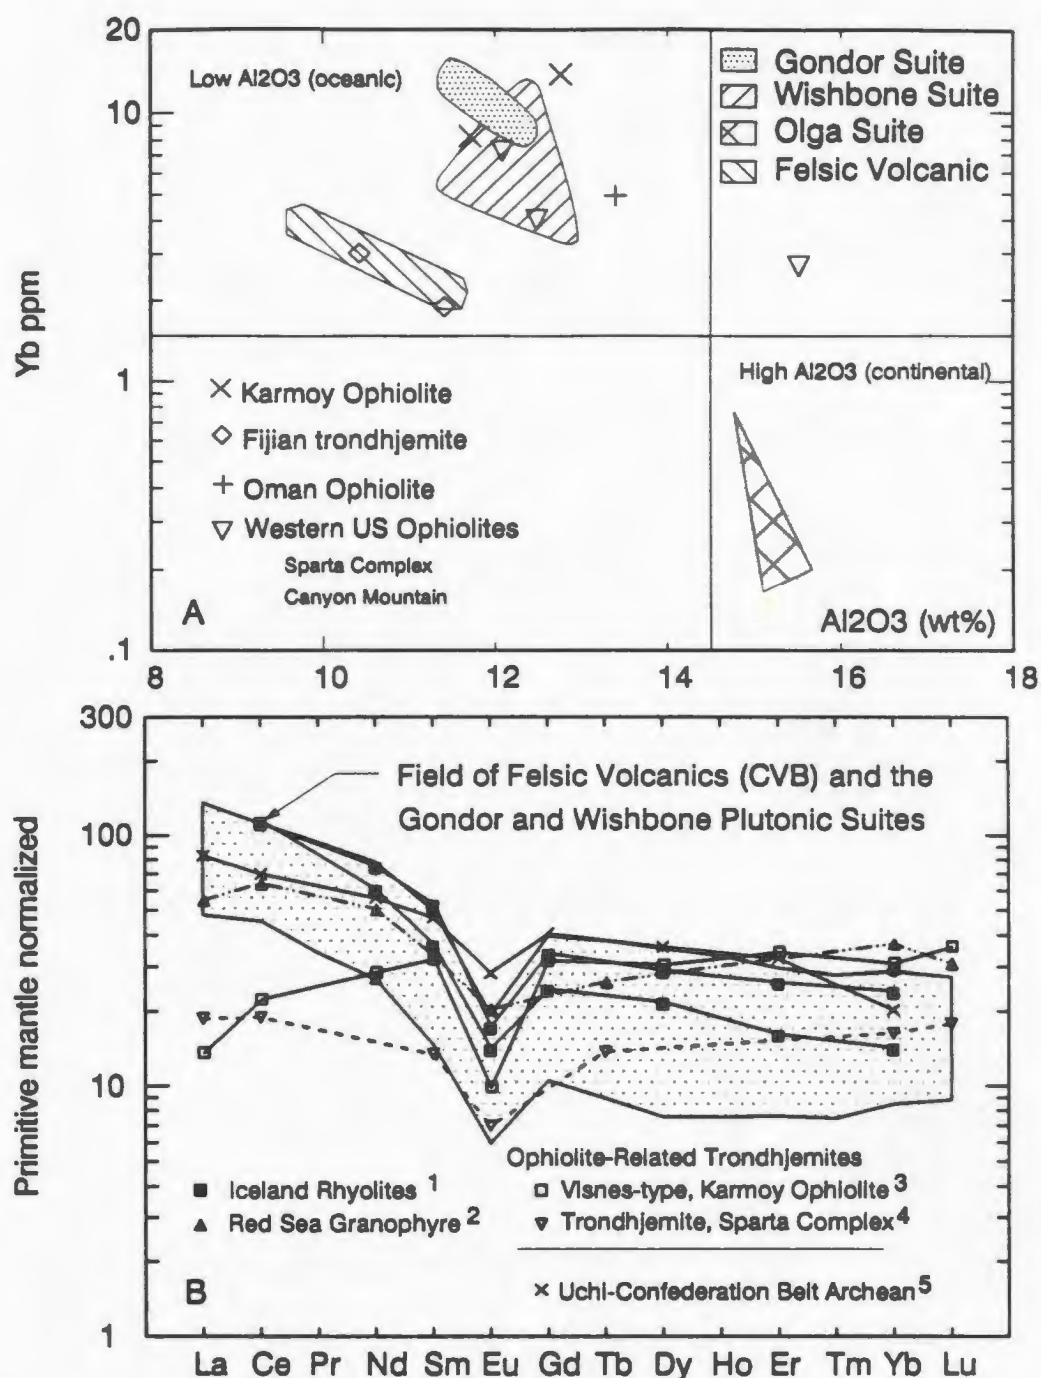 20
10
1
.1
Yb ppm
Low Al2O3 (oceanic)
Gondor Suite
Wishbone Suite
Olga Suite
Felsic Volcanic
High Al2O3 (continental)
Karmoy Ophiolite
Fijian trondhjemite
Oman Ophiolite
Western US Ophiolites
Sparta Complex
Canyon Mountain
A
Al2O3 (wt%)
8 10 12 14 16 18
300
100
10
1
Primitive mantle normalized
Field of Felsic Volcanics (CVB) and the
Gondor and Wishbone Plutonic Suites
Iceland Rhyolites 1
Red Sea Granophyre 2
Ophiolite-Related Trondhjemites
Visnes-type, Karmoy Ophiolite 3
Trondhjemite, Sparta Complex 4
Uchi-Confederation Belt Archean 5
B
La Ce Pr Nd Sm Eu Gd Tb Dy Ho Er Tm Yb Lu